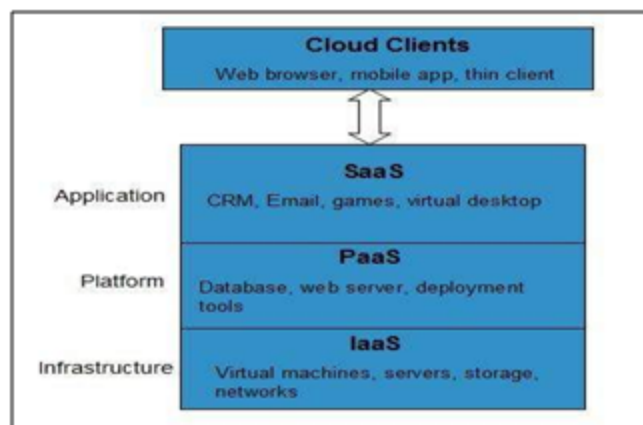 Cloud Clients
Web browser, mobile app, thin client
SaaS
Application
CRM, Email, games, virtual desktop
PaaS
Platform
Database, web server, deployment
tools
IaaS
Infrastructure
Virtual machines, servers, storage,
networks